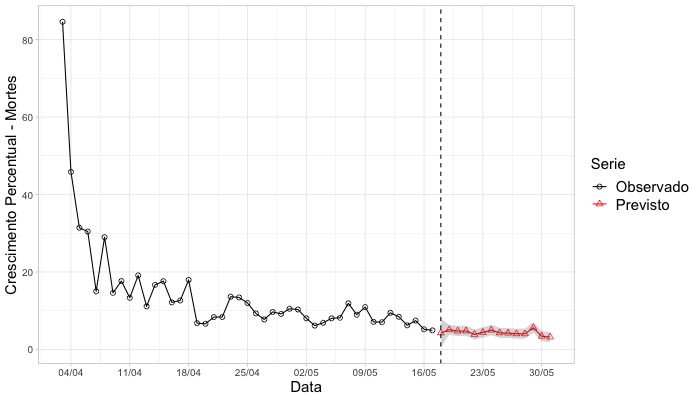 Crescimento Percentual - Mortes
80
60
40
20
0
04/04 11/04 18/04 25/04 02/05 09/05 16/05 23/05 30/05
Data
Serie
Observado
Previsto